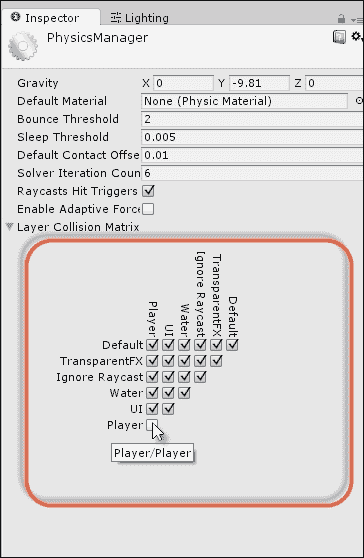 Inspector Lighting
PhysicsManager
Gravity X 0 Y -9.81 Z 0
Default Material None (Physic Material)
Bounce Threshold 2
Sleep Threshold 0.005
Default Contact Offse 0.01
Solver Iteration Coun 6
Raycasts Hit Triggers
Enable Adaptive Force
Layer Collision Matrix
Player UI Water Ignore Raycast TransparentFX Default
Default
TransparentFX
Ignore Raycast
Water
UI
Player
Player/Player